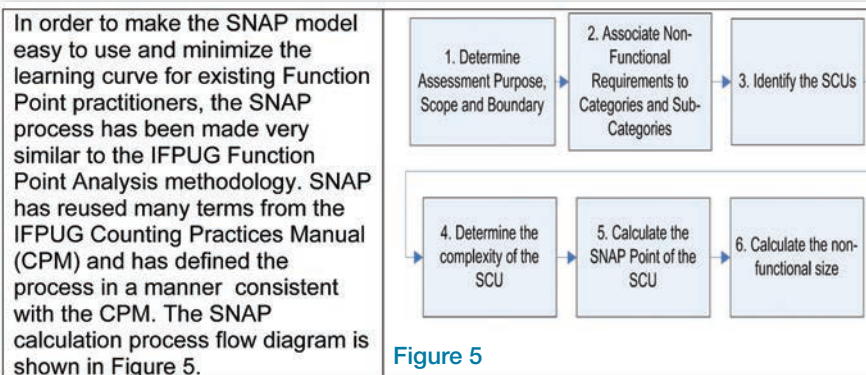 In order to make the SNAP model
easy to use and minimize the
learning curve for existing Function
Point practitioners, the SNAP
process has been made very
similar to the IFPUG Function
Point Analysis methodology. SNAP
has reused many terms from the
IFPUG Counting Practices Manual
(CPM) and has defined the
process in a manner consistent
with the CPM. The SNAP
calculation process flow diagram is
shown in Figure 5.
1. Determine
Assessment Purpose,
Scope and Boundary
2. Associate Non-
Functional
Requirements to
Categories and Sub-
Categories
3. Identify the SCUs
4. Determine the
complexity of the
SCU
5. Calculate the
SNAP Point of the
SCU
6. Calculate the non-
functional size
Figure 5